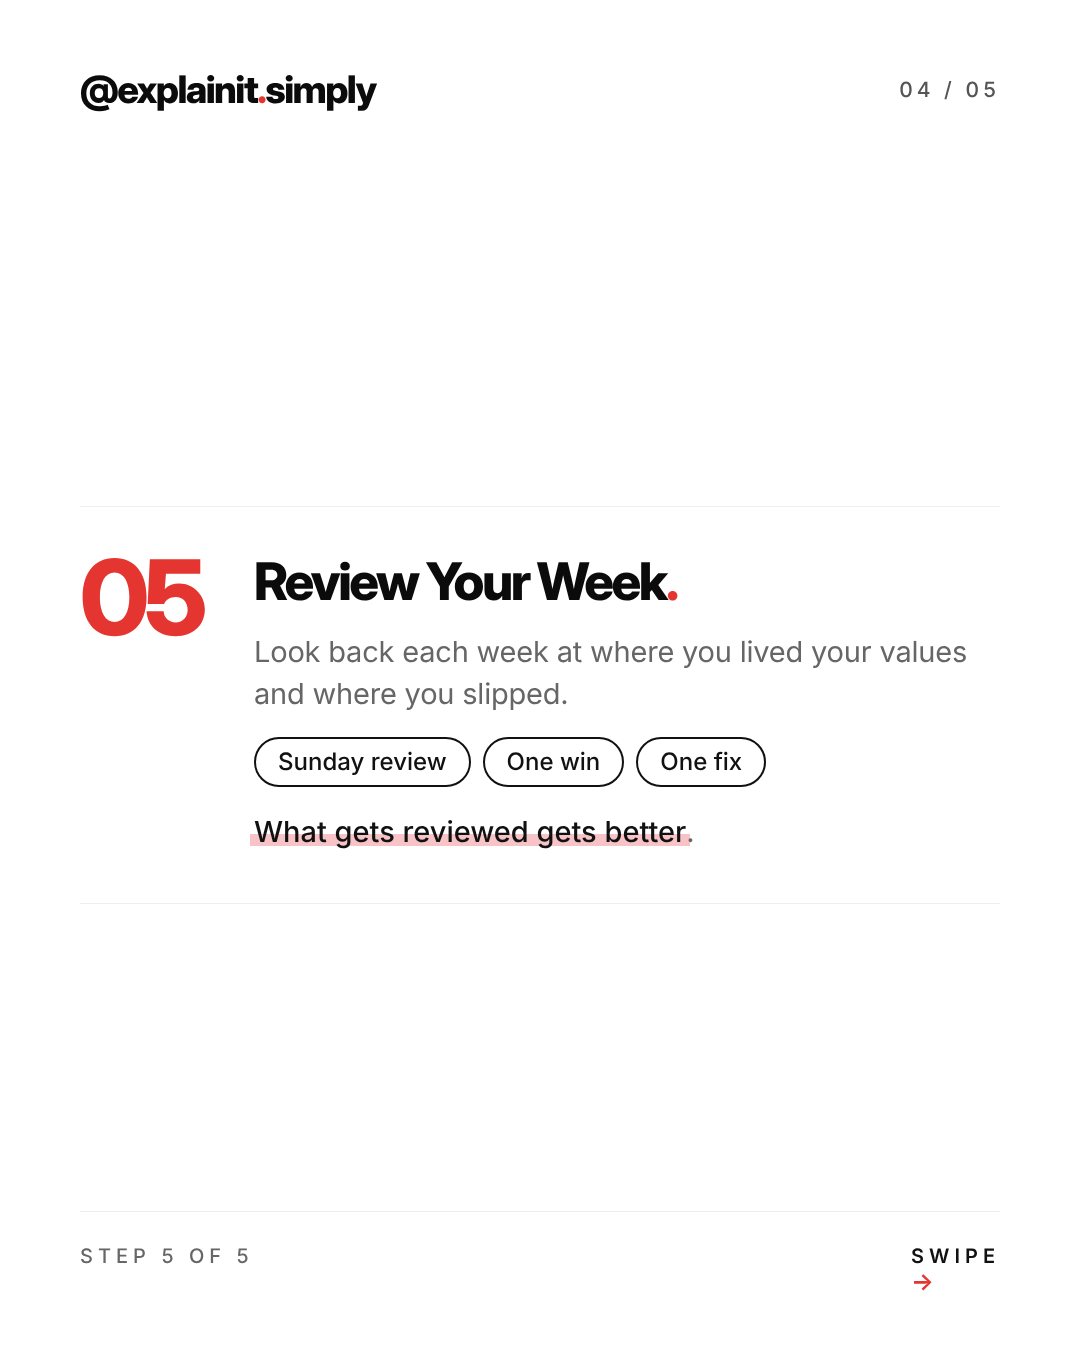 @explainit.simply
04 / 05
05
Review Your Week.
Look back each week at where you lived your values
and where you slipped.
Sunday review
One win
One fix
What gets reviewed gets better.
STEP 5 OF 5
SWIPE
→